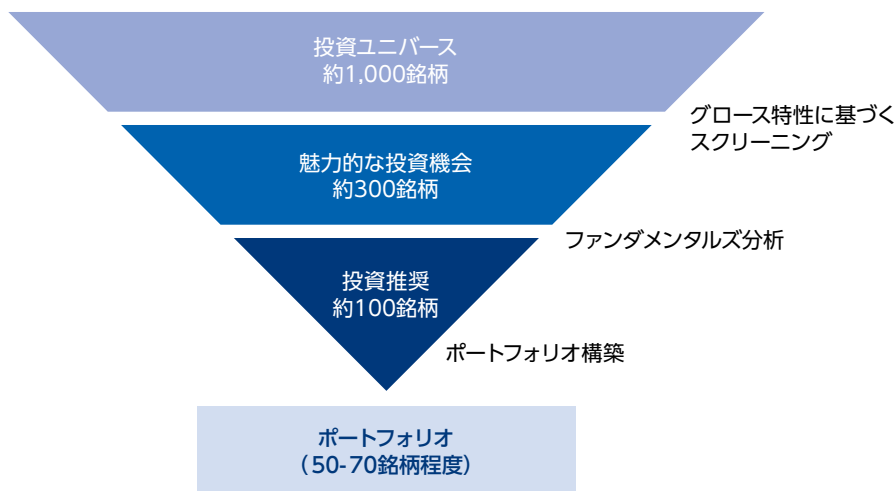 投資ユニバース
約1,000銘柄
グロース特性に基づく
スクリーニング
魅力的な投資機会
約300銘柄
ファンダメンタルズ分析
投資推奨
約100銘柄
ポートフォリオ構築
ポートフォリオ
（50-70銘柄程度）